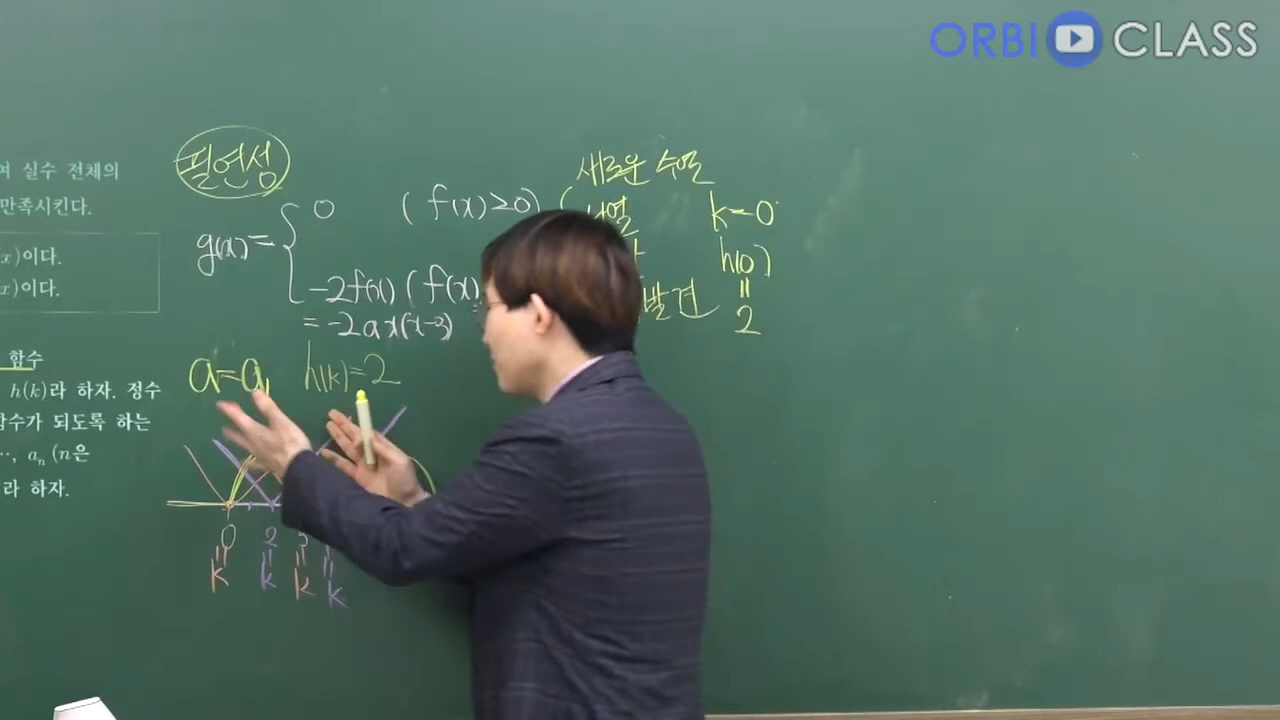 ORBI CLASS
여 실수 전체의
만족시킨다.
x)이다.
x)이다.
함수
h(k)라 하자. 정수
함수가 되도록 하는
⋯, aₙ (n은
라 하자.
필연성
g(x)= { 0 ( f(x)≥0)
-2f(x) ( f(x)
= -2ax(x-3)
a=a₁ h(k)=2
0 2 3
= = = =
k k k k
새로운 수열
k=0
h(0)
발견
=
2